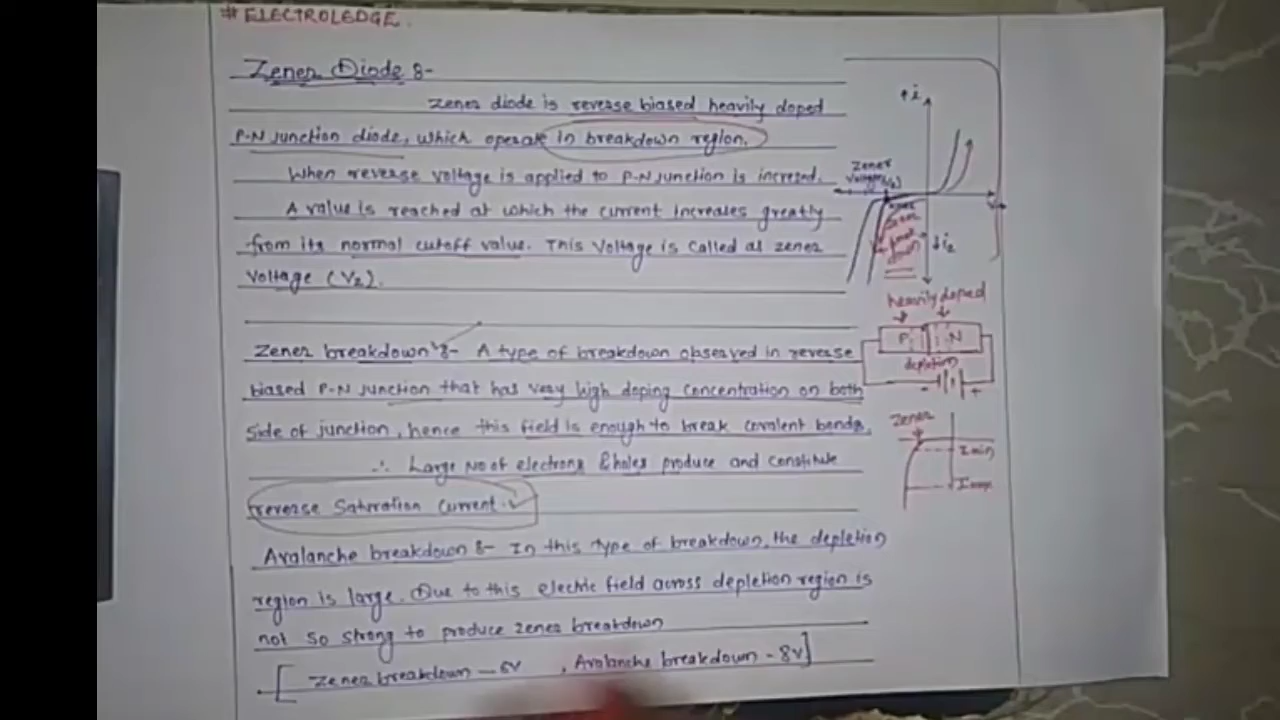 #ELECTROLEDGE.
Zener Diode :-
Zener diode is reverse biased heavily doped
P-N junction diode, which operate in breakdown region.
When reverse voltage is applied to P-N junction is incresed.
A value is reached at which the current increases greatly
from its normal cutoff value. This Voltage is called as zener
Voltage (Vz).
Zener breakdown :- A type of breakdown observed in reverse
biased P-N junction that has very high doping concentration on both
side of junction, hence this field is enough to break covalent bonds.
∴ Large No of electrons & holes produce and constitute
reverse Saturation Current.
Avalanche breakdown :- In this type of breakdown, the depletion
region is large. Due to this electric field across depletion region is
not so strong to produce zener breakdown
[ Zener breakdown - 6V , Avalanche breakdown - 8V ]
i
Zener
Voltage (Vz)
iz
heavily doped
P N
depletion
- +
Zener
I min
I max